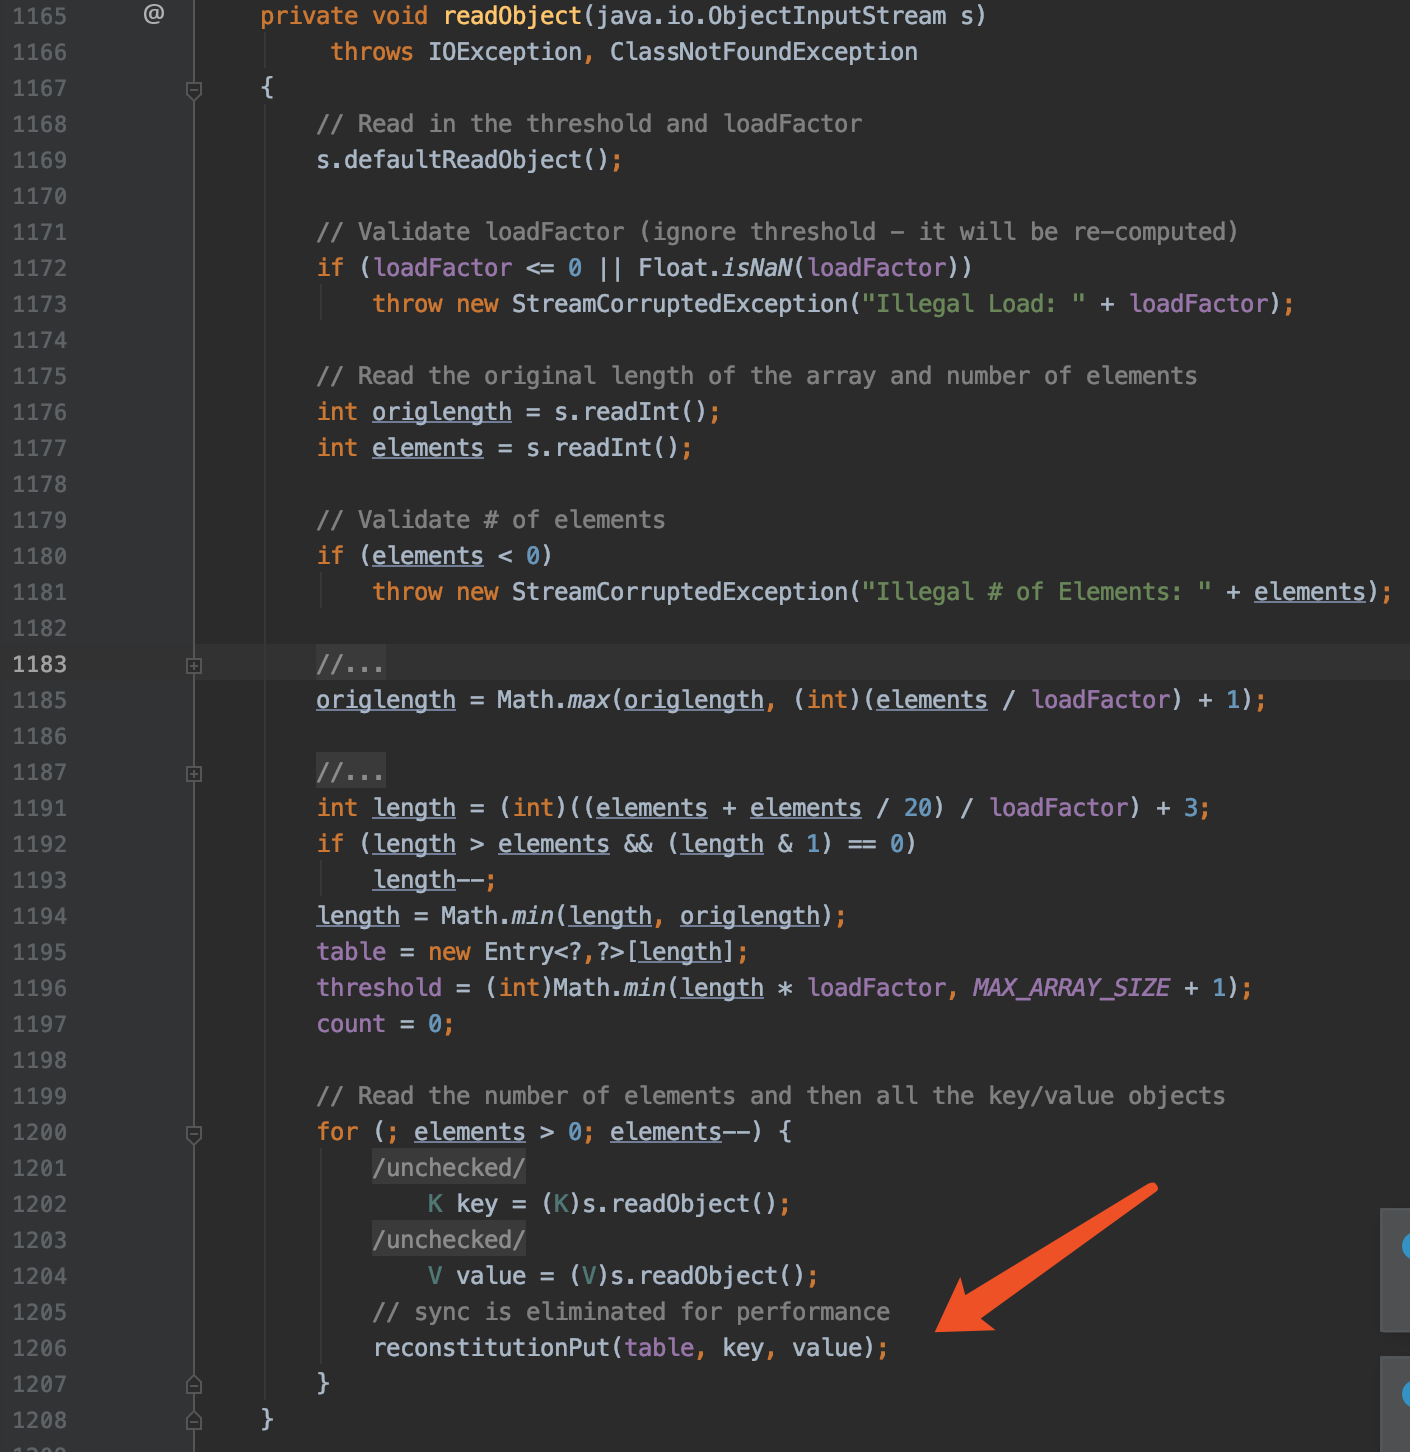 1165 @ private void readObject(java.io.ObjectInputStream s)
1166 throws IOException, ClassNotFoundException
1167 {
1168 // Read in the threshold and loadFactor
1169 s.defaultReadObject();
1170
1171 // Validate loadFactor (ignore threshold - it will be re-computed)
1172 if (loadFactor <= 0 || Float.isNaN(loadFactor))
1173 throw new StreamCorruptedException("Illegal Load: " + loadFactor);
1174
1175 // Read the original length of the array and number of elements
1176 int origlength = s.readInt();
1177 int elements = s.readInt();
1178
1179 // Validate # of elements
1180 if (elements < 0)
1181 throw new StreamCorruptedException("Illegal # of Elements: " + elements);
1182
1183 //...
1185 origlength = Math.max(origlength, (int)(elements / loadFactor) + 1);
1186
1187 //...
1191 int length = (int)((elements + elements / 20) / loadFactor) + 3;
1192 if (length > elements && (length & 1) == 0)
1193 length--;
1194 length = Math.min(length, origlength);
1195 table = new Entry<?,?>[length];
1196 threshold = (int)Math.min(length * loadFactor, MAX_ARRAY_SIZE + 1);
1197 count = 0;
1198
1199 // Read the number of elements and then all the key/value objects
1200 for (; elements > 0; elements--) {
1201 /unchecked/
1202 K key = (K)s.readObject();
1203 /unchecked/
1204 V value = (V)s.readObject();
1205 // sync is eliminated for performance
1206 reconstitutionPut(table, key, value);
1207 }
1208 }